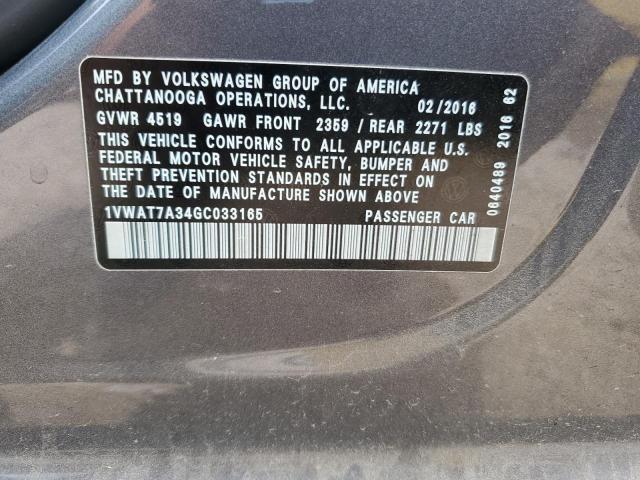 MFD BY VOLKSWAGEN GROUP OF AMERICA
CHATTANOOGA OPERATIONS, LLC. 02/2016
GVWR 4519 GAWR FRONT 2359 / REAR 2271 LBS
THIS VEHICLE CONFORMS TO ALL APPLICABLE U.S.
FEDERAL MOTOR VEHICLE SAFETY, BUMPER AND
THEFT PREVENTION STANDARDS IN EFFECT ON
THE DATE OF MANUFACTURE SHOWN ABOVE
1VWAT7A34GC033165 PASSENGER CAR
0640489 2016 62